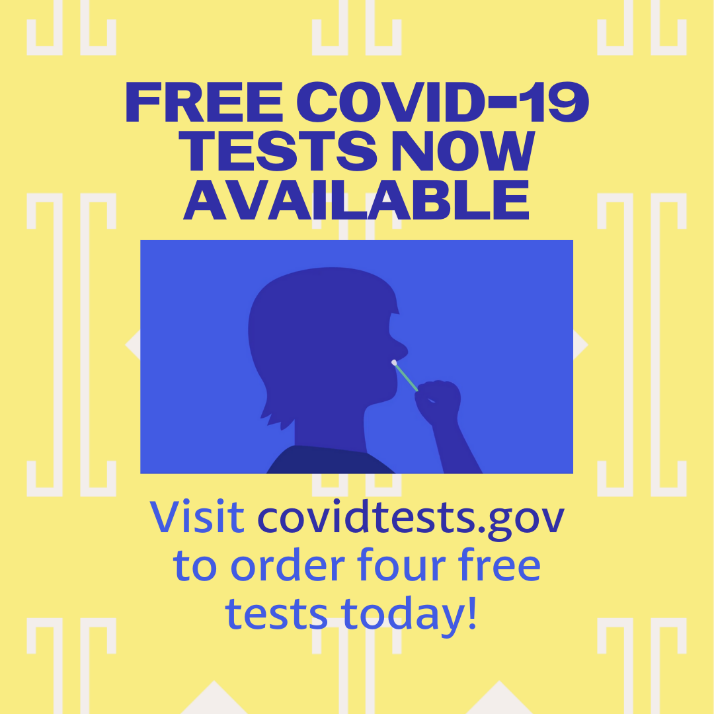 FREE COVID-19
TESTS NOW
AVAILABLE
Visit covidtests.gov
to order four free
tests today!